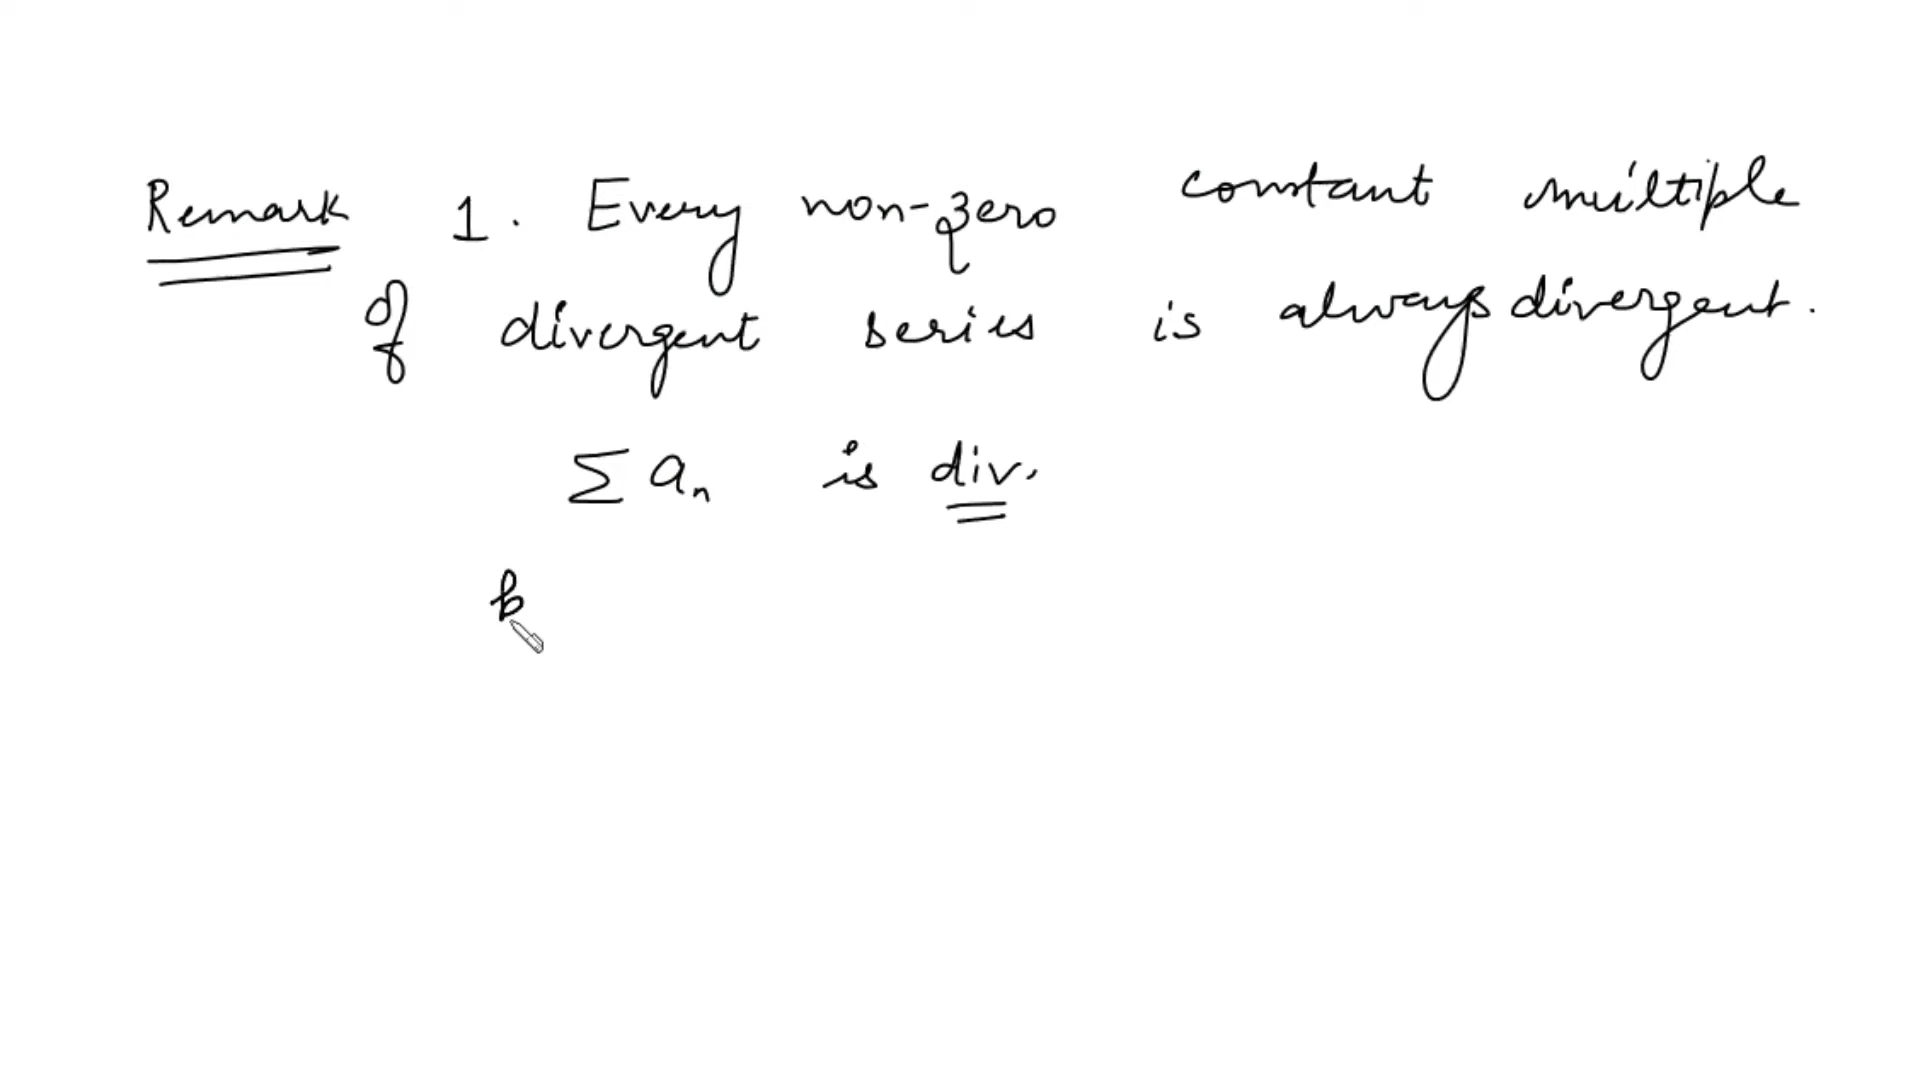 Remark 1. Every non-zero constant multiple
of divergent series is always divergent.
∑ aₙ is div.